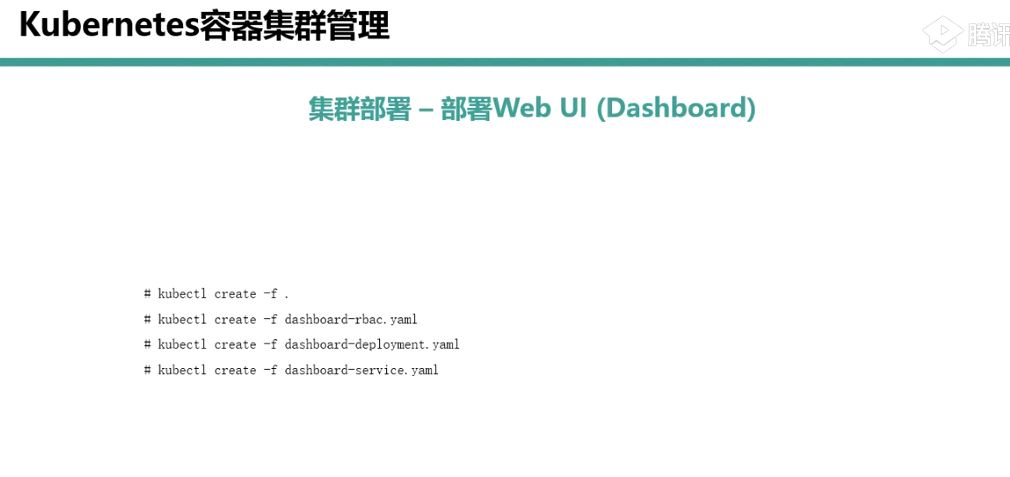 Kubernetes容器集群管理
腾讯
集群部署 – 部署Web UI (Dashboard)
# kubectl create -f .
# kubectl create -f dashboard-rbac.yaml
# kubectl create -f dashboard-deployment.yaml
# kubectl create -f dashboard-service.yaml